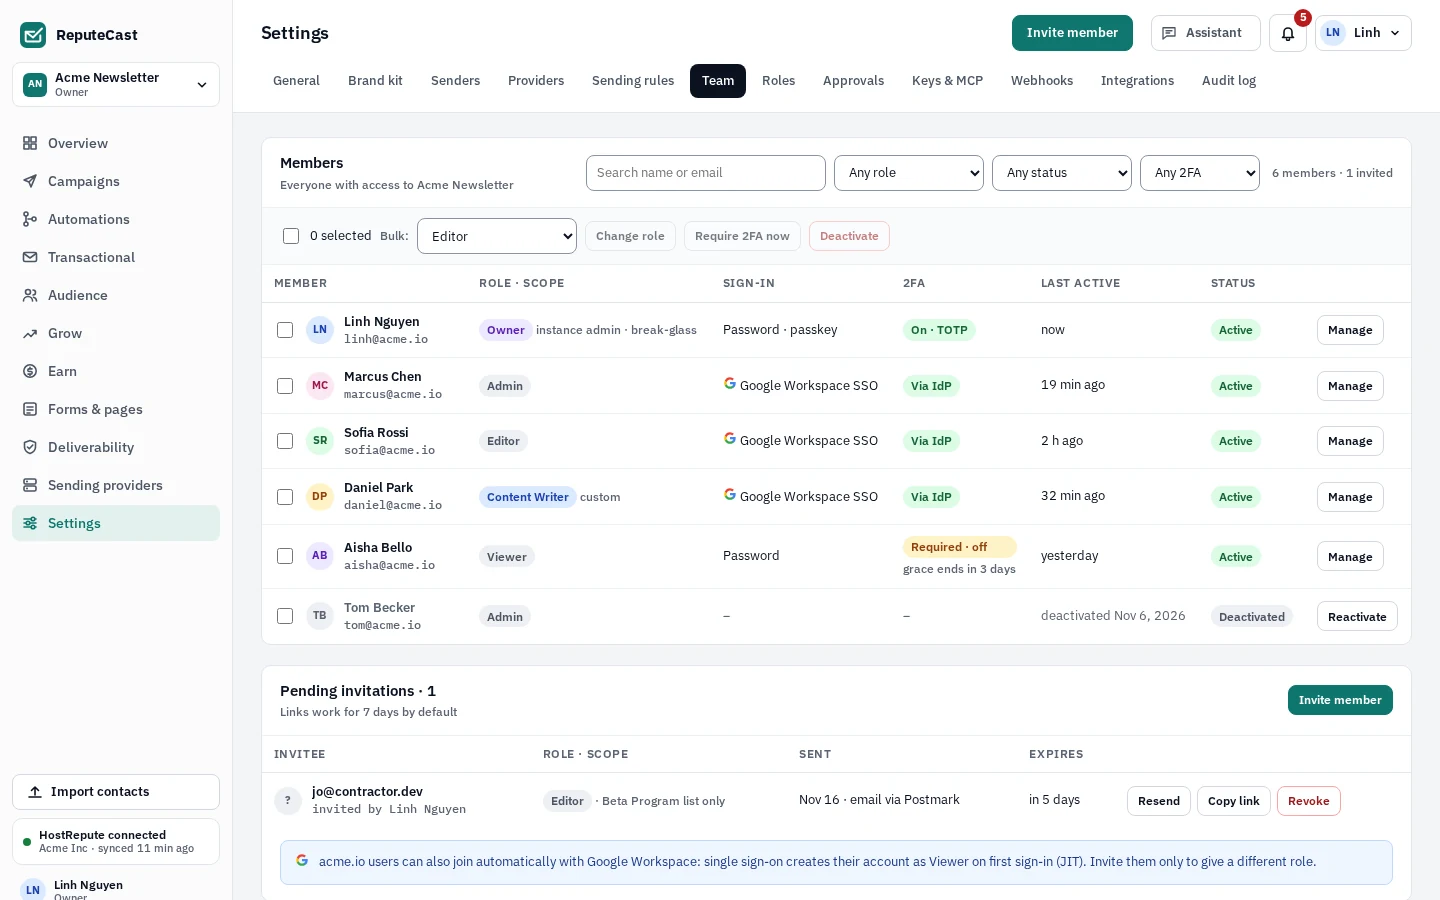 ReputeCast
AN
Acme Newsletter
Owner
Overview
Campaigns
Automations
Transactional
Audience
Grow
Earn
Forms & pages
Deliverability
Sending providers
Settings
Import contacts
HostRepute connected
Acme Inc · synced 11 min ago
LN
Linh Nguyen
Owner
Settings
Invite member
Assistant
5
LN
Linh
General
Brand kit
Senders
Providers
Sending rules
Team
Roles
Approvals
Keys & MCP
Webhooks
Integrations
Audit log
Members
Everyone with access to Acme Newsletter
Search name or email
Any role
Any status
Any 2FA
6 members · 1 invited
0 selected
Bulk:
Editor
Change role
Require 2FA now
Deactivate
MEMBER
ROLE · SCOPE
SIGN-IN
2FA
LAST ACTIVE
STATUS
LN
Linh Nguyen
linh@acme.io
Owner instance admin · break-glass
Password · passkey
On · TOTP
now
Active
Manage
MC
Marcus Chen
marcus@acme.io
Admin
Google Workspace SSO
Via IdP
19 min ago
Active
Manage
SR
Sofia Rossi
sofia@acme.io
Editor
Google Workspace SSO
Via IdP
2 h ago
Active
Manage
DP
Daniel Park
daniel@acme.io
Content Writer custom
Google Workspace SSO
Via IdP
32 min ago
Active
Manage
AB
Aisha Bello
aisha@acme.io
Viewer
Password
Required · off
grace ends in 3 days
yesterday
Active
Manage
TB
Tom Becker
tom@acme.io
Admin
–
–
deactivated Nov 6, 2026
Deactivated
Reactivate
Pending invitations · 1
Links work for 7 days by default
Invite member
INVITEE
ROLE · SCOPE
SENT
EXPIRES
?
jo@contractor.dev
invited by Linh Nguyen
Editor · Beta Program list only
Nov 16 · email via Postmark
in 5 days
Resend
Copy link
Revoke
acme.io users can also join automatically with Google Workspace: single sign-on creates their account as Viewer on first sign-in (JIT). Invite them only to give a different role.